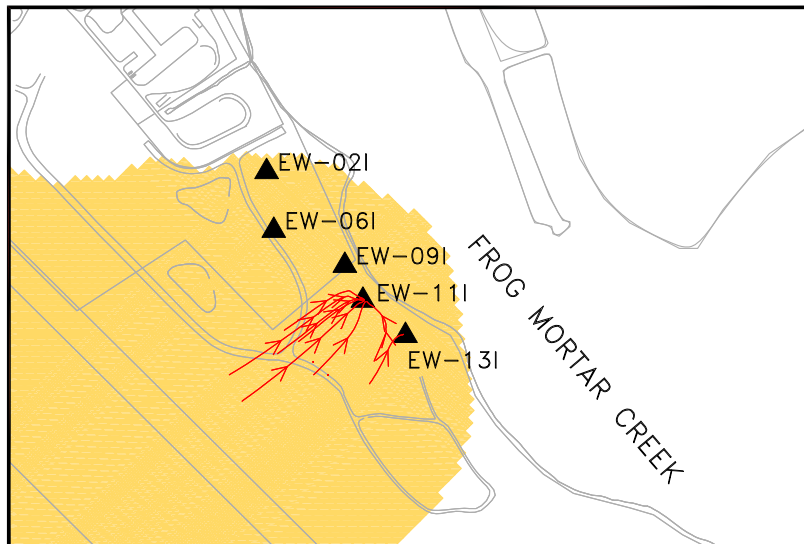 EW-02I
EW-06I
EW-09I
EW-11I
EW-13I
FROG MORTAR CREEK